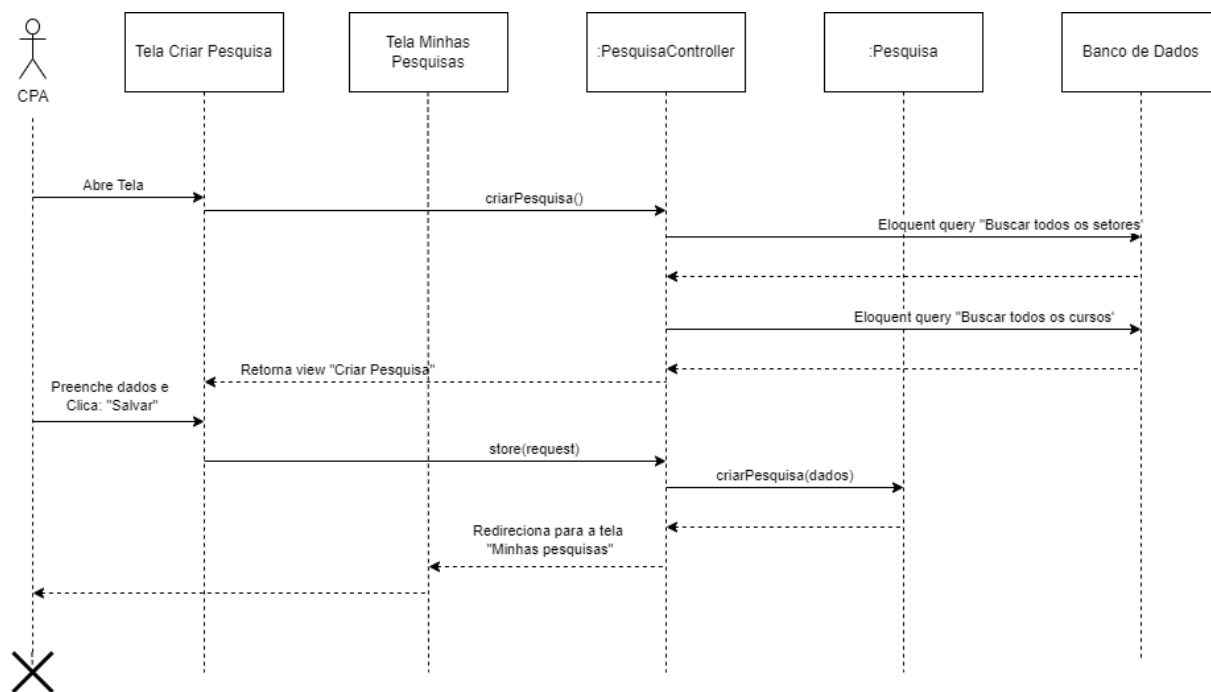 CPA
Tela Criar Pesquisa
Tela Minhas
Pesquisas
:PesquisaController
:Pesquisa
Banco de Dados
Abre Tela
criarPesquisa()
Eloquent query "Buscar todos os setores'
Eloquent query "Buscar todos os cursos'
Retorna view "Criar Pesquisa"
Preenche dados e
Clica: "Salvar"
store(request)
criarPesquisa(dados)
Redireciona para a tela
"Minhas pesquisas"